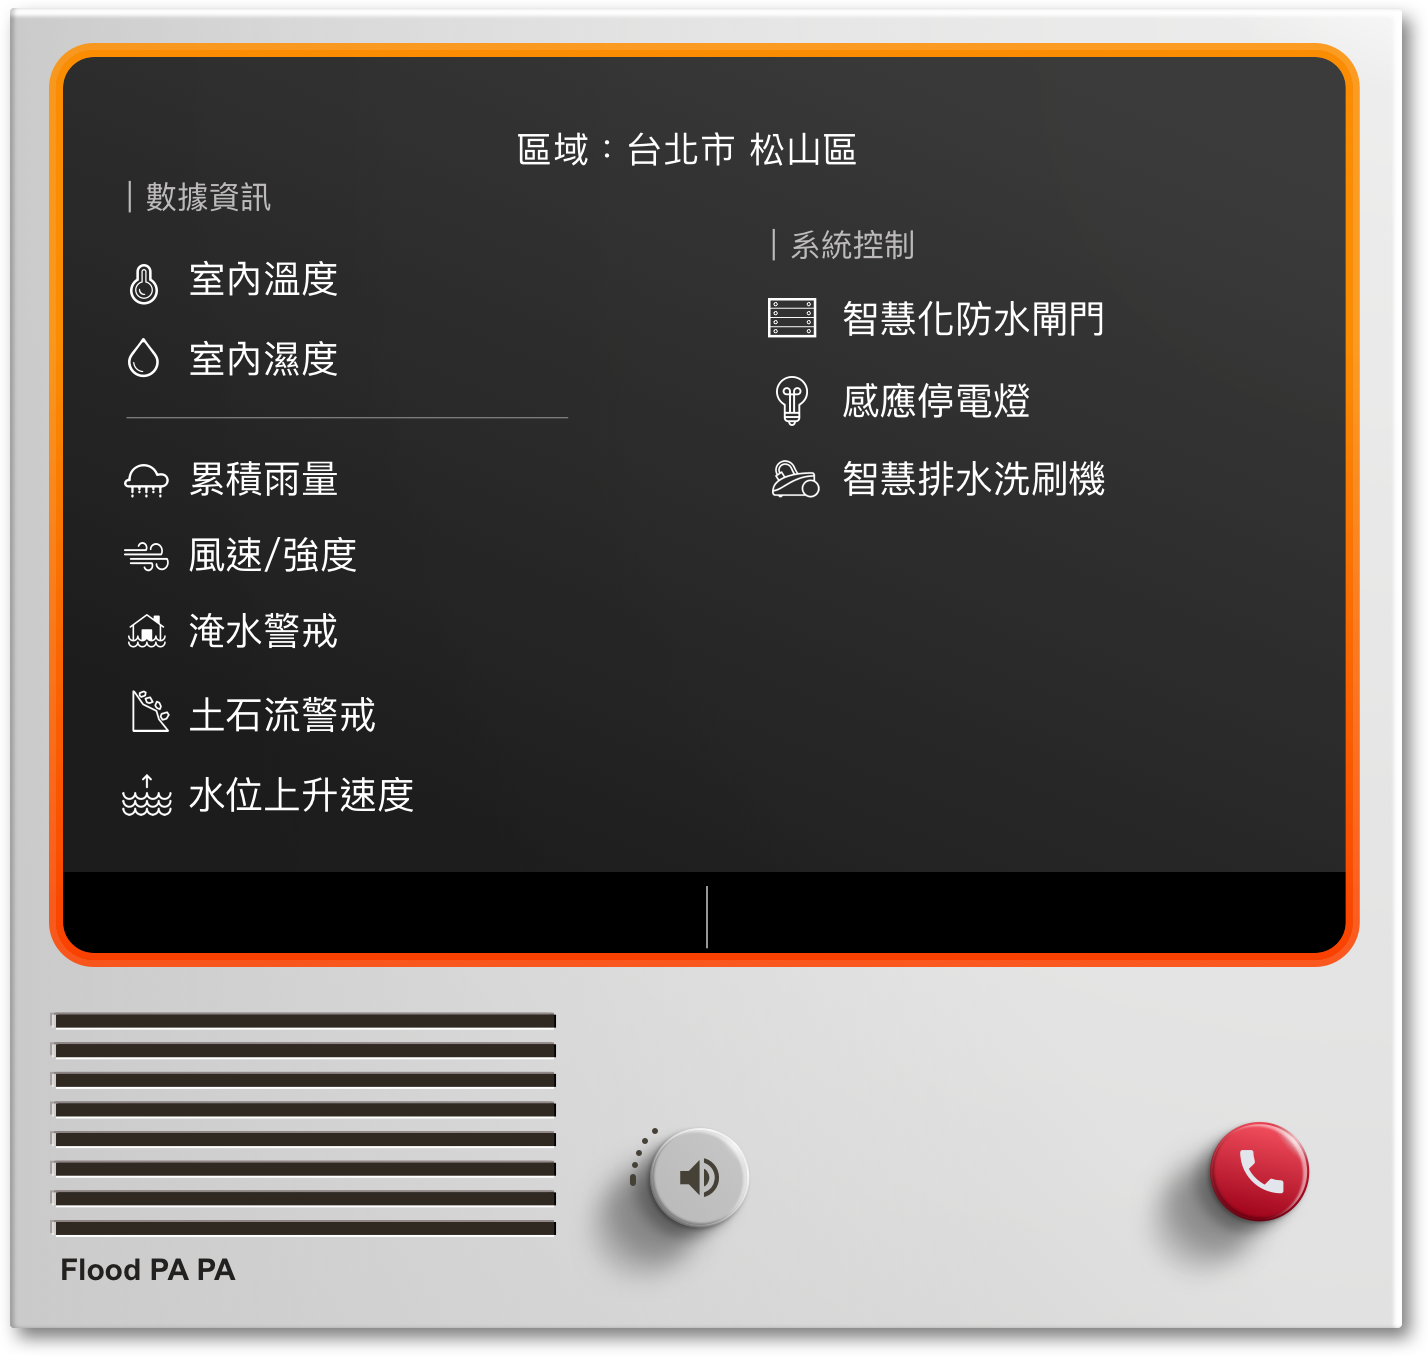 區域：台北市 松山區
| 數據資訊
室內溫度
室內濕度
累積雨量
風速/強度
淹水警戒
土石流警戒
水位上升速度
| 系統控制
智慧化防水閘門
感應停電燈
智慧排水洗刷機
Flood PA PA